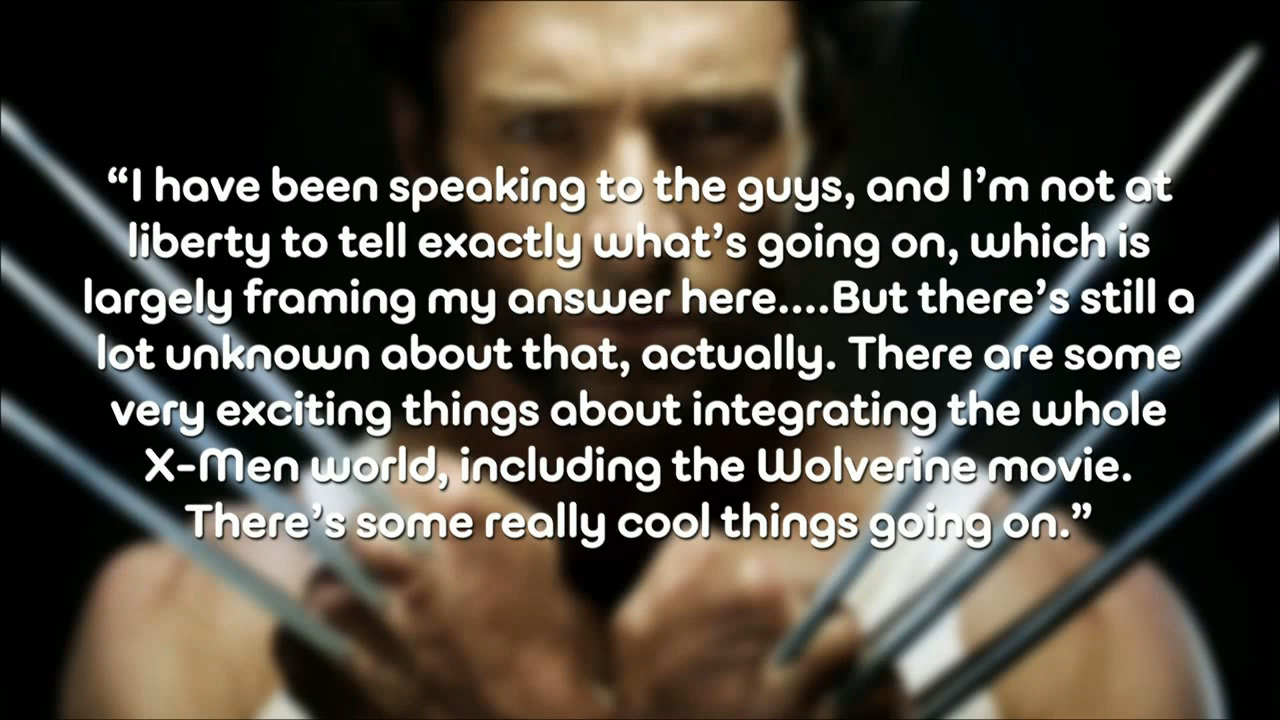 “I have been speaking to the guys, and I’m not at
liberty to tell exactly what’s going on, which is
largely framing my answer here....But there’s still a
lot unknown about that, actually. There are some
very exciting things about integrating the whole
X-Men world, including the Wolverine movie.
There’s some really cool things going on.”